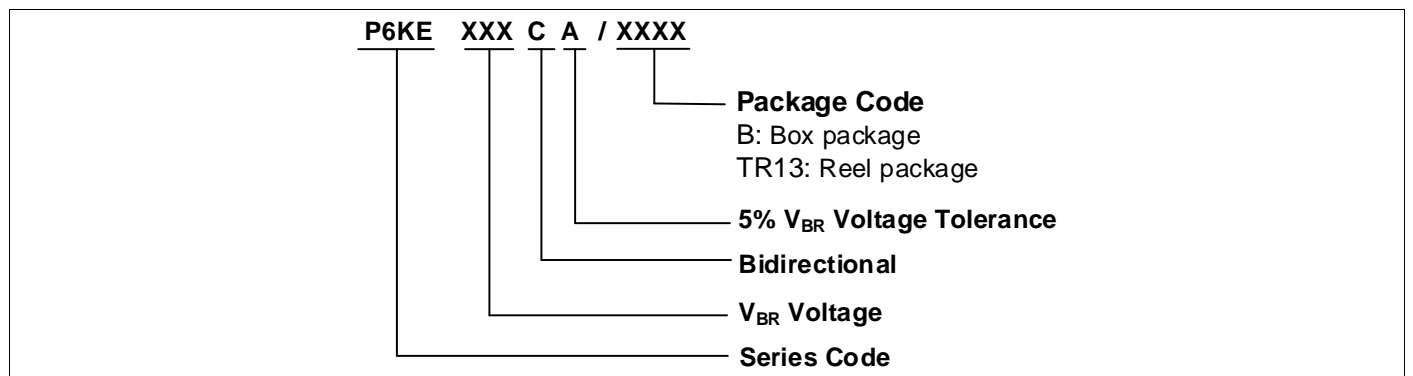 P6KE XXX C A / XXXX
Package Code
B: Box package
TR13: Reel package
5% VBR Voltage Tolerance
Bidirectional
VBR Voltage
Series Code